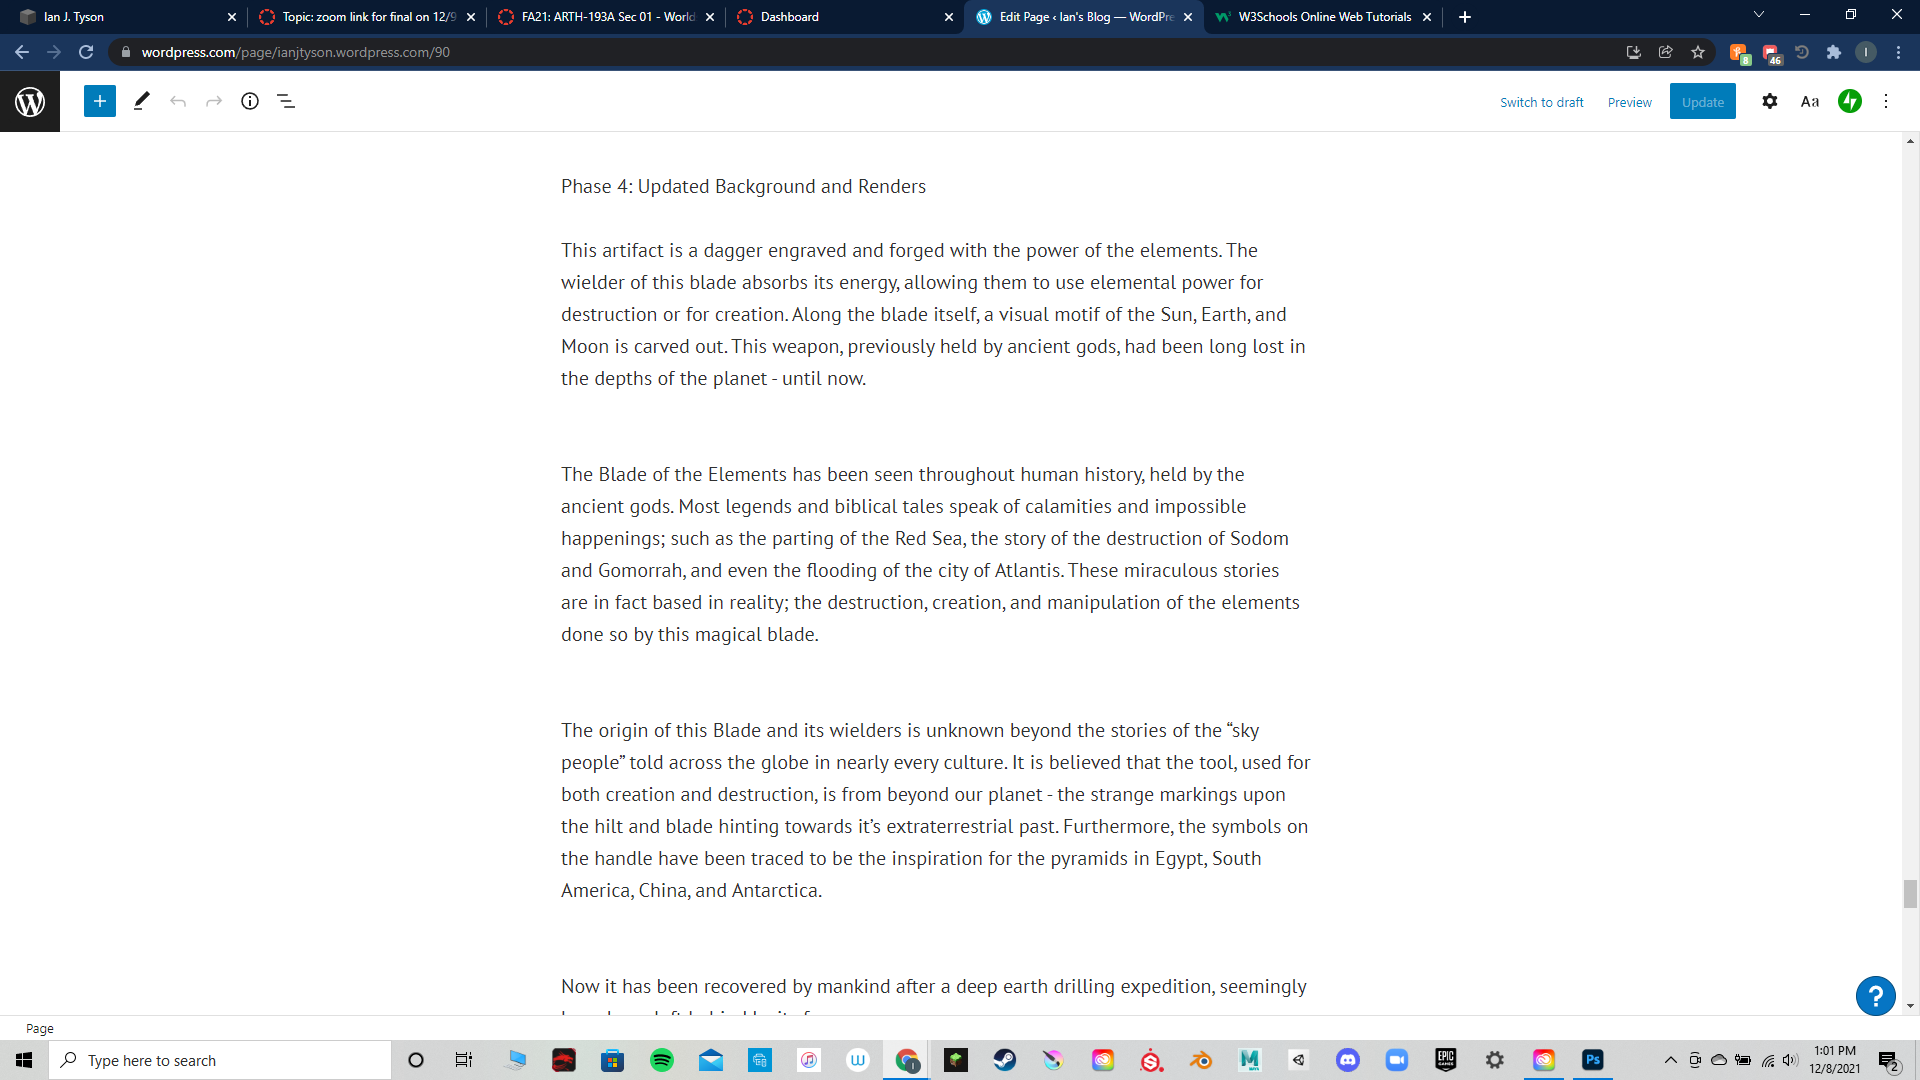 Ian J. Tyson
Topic: zoom link for final on 12/9
FA21: ARTH-193A Sec 01 - World
Dashboard
Edit Page ‹ Ian's Blog — WordPre
W3Schools Online Web Tutorials
wordpress.com/page/ianjtyson.wordpress.com/90
8
46
I
Switch to draft
Preview
Update
Aa
Phase 4: Updated Background and Renders
This artifact is a dagger engraved and forged with the power of the elements. The
wielder of this blade absorbs its energy, allowing them to use elemental power for
destruction or for creation. Along the blade itself, a visual motif of the Sun, Earth, and
Moon is carved out. This weapon, previously held by ancient gods, had been long lost in
the depths of the planet - until now.
The Blade of the Elements has been seen throughout human history, held by the
ancient gods. Most legends and biblical tales speak of calamities and impossible
happenings; such as the parting of the Red Sea, the story of the destruction of Sodom
and Gomorrah, and even the flooding of the city of Atlantis. These miraculous stories
are in fact based in reality; the destruction, creation, and manipulation of the elements
done so by this magical blade.
The origin of this Blade and its wielders is unknown beyond the stories of the “sky
people” told across the globe in nearly every culture. It is believed that the tool, used for
both creation and destruction, is from beyond our planet - the strange markings upon
the hilt and blade hinting towards it’s extraterrestrial past. Furthermore, the symbols on
the handle have been traced to be the inspiration for the pyramids in Egypt, South
America, China, and Antarctica.
Now it has been recovered by mankind after a deep earth drilling expedition, seemingly
?
Page
Type here to search
EPIC GAMES
Ps
1:01 PM
12/8/2021
2